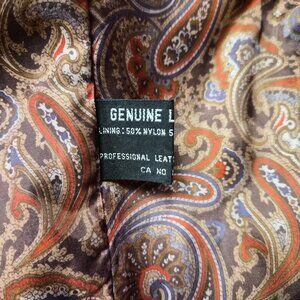 GENUINE L
LINING: 50% NYLON 5
PROFESSIONAL LEAT
CA NO